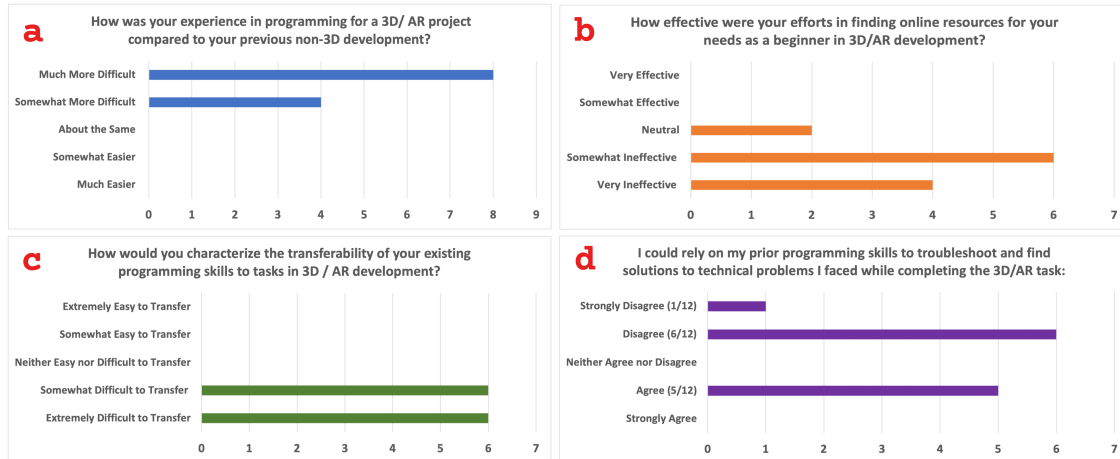 a
How was your experience in programming for a 3D/ AR project
compared to your previous non-3D development?
Much More Difficult
Somewhat More Difficult
About the Same
Somewhat Easier
Much Easier
0 1 2 3 4 5 6 7 8 9
b
How effective were your efforts in finding online resources for your
needs as a beginner in 3D/AR development?
Very Effective
Somewhat Effective
Neutral
Somewhat Ineffective
Very Ineffective
0 1 2 3 4 5 6 7
c
How would you characterize the transferability of your existing
programming skills to tasks in 3D / AR development?
Extremely Easy to Transfer
Somewhat Easy to Transfer
Neither Easy nor Difficult to Transfer
Somewhat Difficult to Transfer
Extremely Difficult to Transfer
0 1 2 3 4 5 6 7
d
I could rely on my prior programming skills to troubleshoot and find
solutions to technical problems I faced while completing the 3D/AR task:
Strongly Disagree (1/12)
Disagree (6/12)
Neither Agree nor Disagree
Agree (5/12)
Strongly Agree
0 1 2 3 4 5 6 7